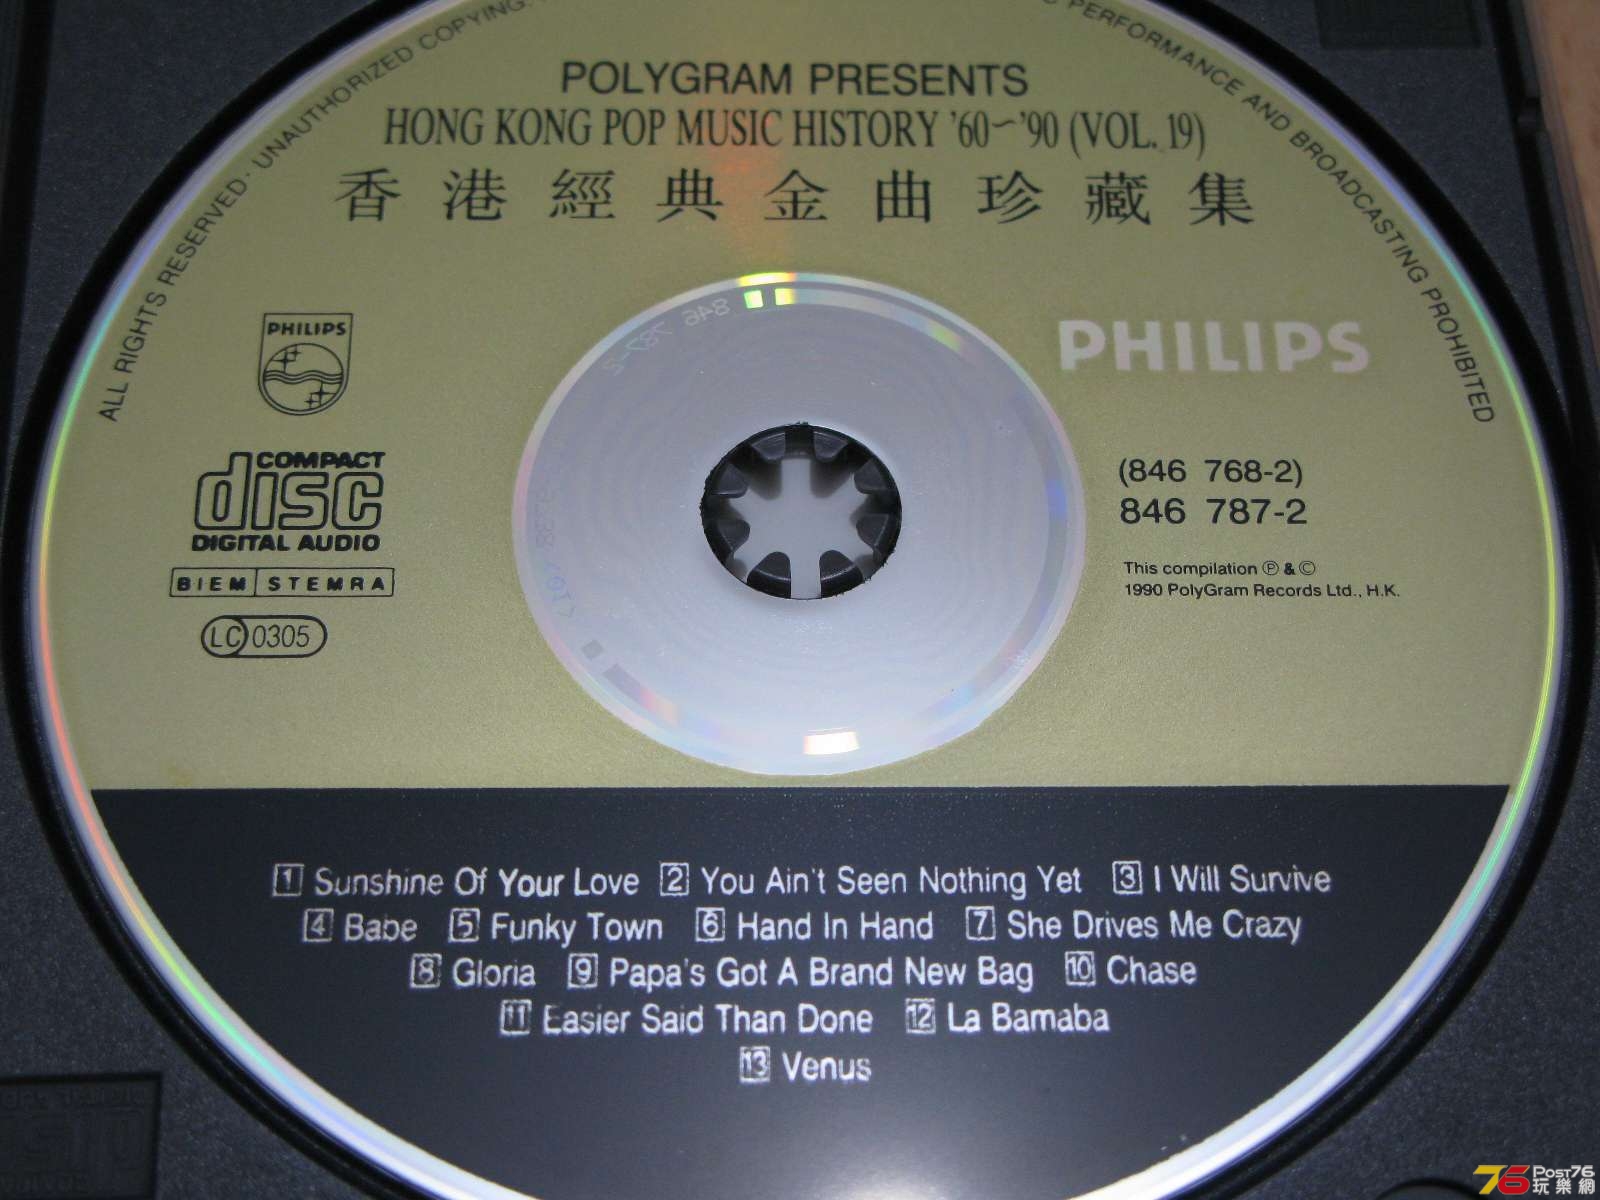 ALL RIGHTS RESERVED · UNAUTHORIZED COPYING,
PERFORMANCE AND BROADCASTING PROHIBITED
POLYGRAM PRESENTS
HONG KONG POP MUSIC HISTORY '60~'90 (VOL. 19)
香港經典金曲珍藏集
PHILIPS
PHILIPS
COMPACT
disc
DIGITAL AUDIO
BIEM STEMRA
LC 0305
(846 768-2)
846 787-2
This compilation Ⓟ & ©
1990 PolyGram Records Ltd., H.K.
1 Sunshine Of Your Love 2 You Ain't Seen Nothing Yet 3 I Will Survive
4 Babe 5 Funky Town 6 Hand In Hand 7 She Drives Me Crazy
8 Gloria 9 Papa's Got A Brand New Bag 10 Chase
11 Easier Said Than Done 12 La Bamaba
13 Venus
76 Post76
玩樂網